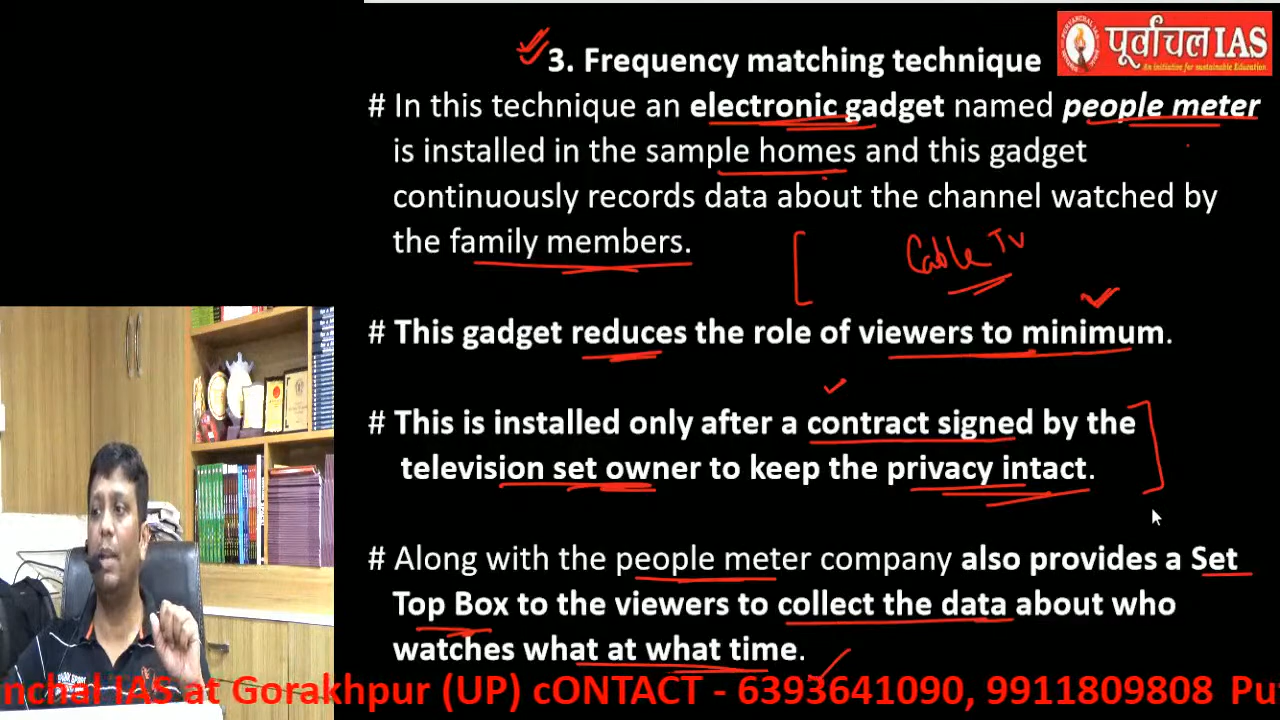 3. Frequency matching technique
पूर्वांचल IAS
An initiative for sustainable Education
# In this technique an electronic gadget named people meter
is installed in the sample homes and this gadget
continuously records data about the channel watched by
the family members.
Cable Tv
# This gadget reduces the role of viewers to minimum.
# This is installed only after a contract signed by the
television set owner to keep the privacy intact.
# Along with the people meter company also provides a Set
Top Box to the viewers to collect the data about who
watches what at what time.
nchal IAS at Gorakhpur (UP) cONTACT - 6393641090, 9911809808 Pu